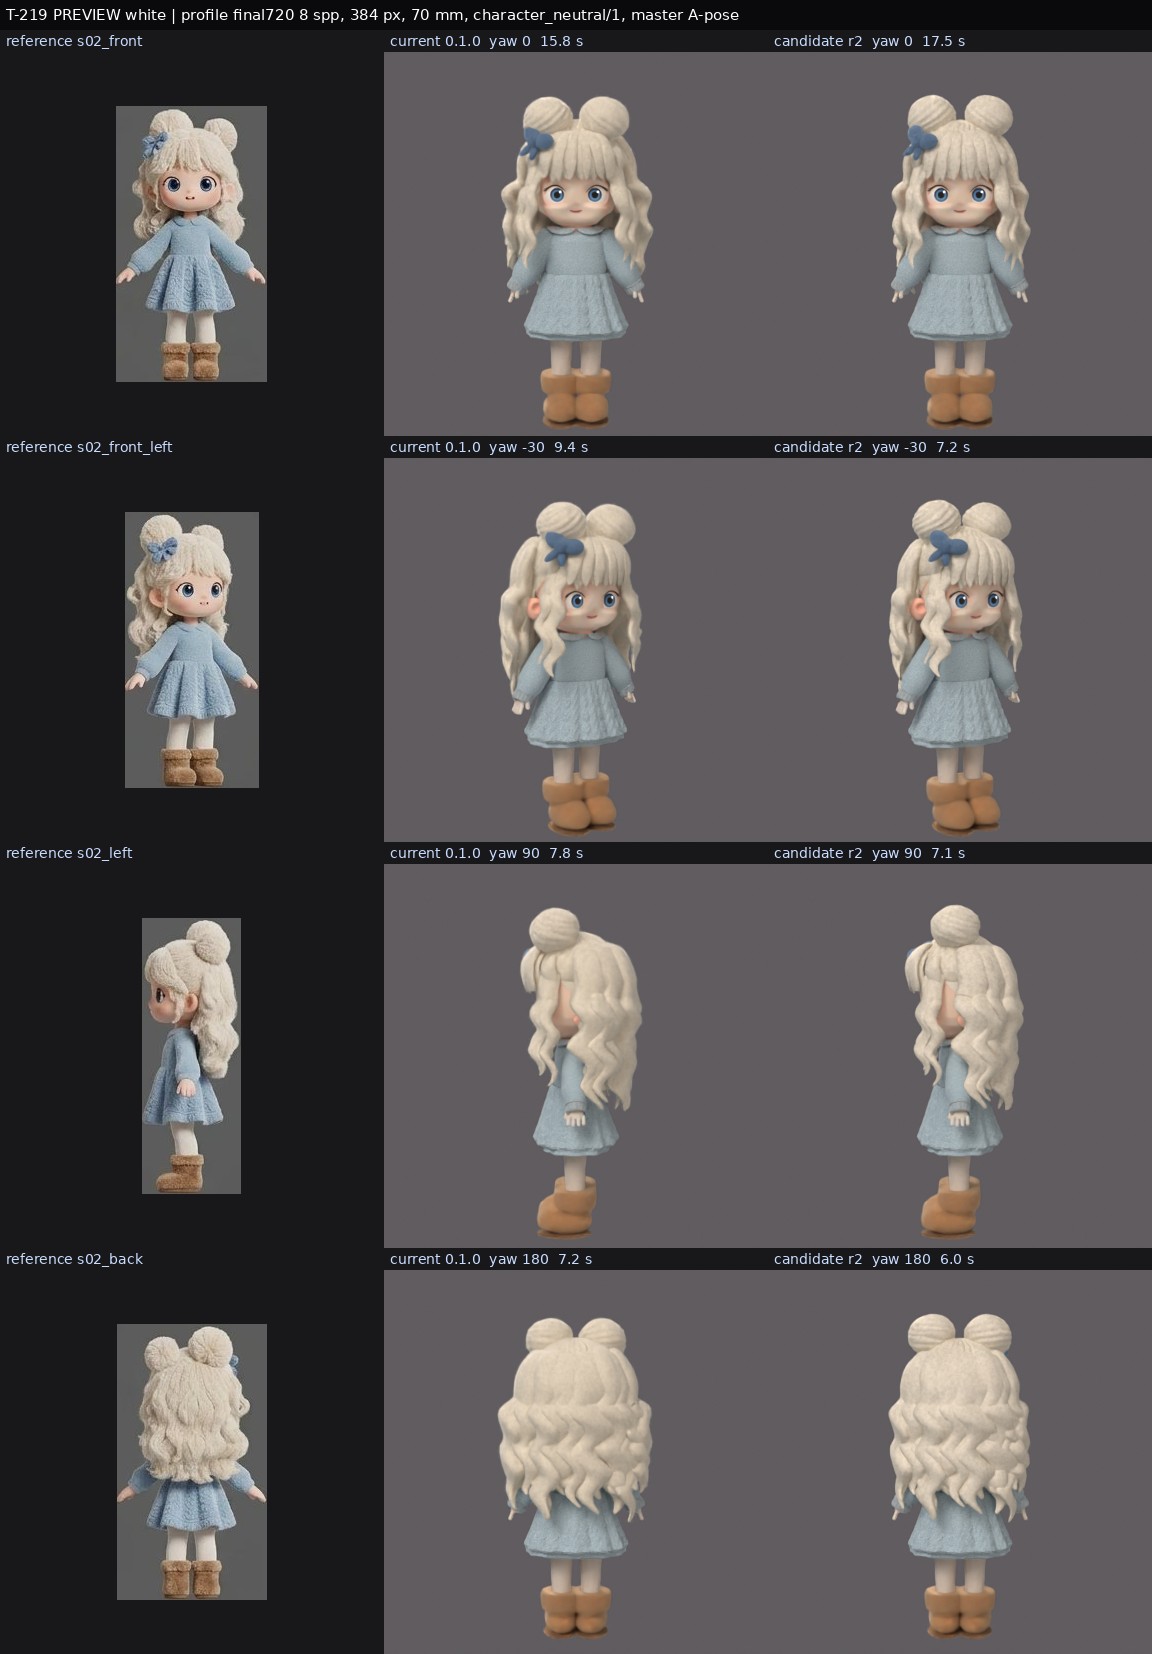 T-219 PREVIEW white | profile final720 8 spp, 384 px, 70 mm, character_neutral/1, master A-pose
reference s02_front
current 0.1.0 yaw 0 15.8 s
candidate r2 yaw 0 17.5 s
reference s02_front_left
current 0.1.0 yaw -30 9.4 s
candidate r2 yaw -30 7.2 s
reference s02_left
current 0.1.0 yaw 90 7.8 s
candidate r2 yaw 90 7.1 s
reference s02_back
current 0.1.0 yaw 180 7.2 s
candidate r2 yaw 180 6.0 s